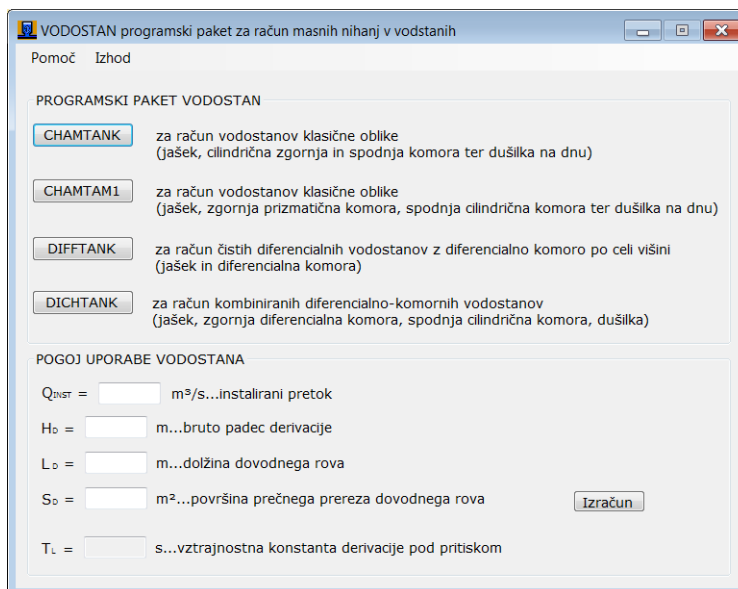 VODOSTAN programski paket za račun masnih nihanj v vodstanih
Pomoč Izhod
PROGRAMSKI PAKET VODOSTAN
CHAMTANK za račun vodostanov klasične oblike
(jašek, cilindrična zgornja in spodnja komora ter dušilka na dnu)
CHAMTAM1 za račun vodostanov klasične oblike
(jašek, zgornja prizmatična komora, spodnja cilindrična komora ter dušilka na dnu)
DIFFTANK za račun čistih diferencialnih vodostanov z diferencialno komoro po celi višini
(jašek in diferencialna komora)
DICHTANK za račun kombiniranih diferencialno-komornih vodostanov
(jašek, zgornja diferencialna komora, spodnja cilindrična komora, dušilka)
POGOJ UPORABE VODOSTANA
QINST = m³/s...instalirani pretok
HD = m...bruto padec derivacije
LD = m...dolžina dovodnega rova
SD = m²...površina prečnega prereza dovodnega rova Izračun
TL = s...vztrajnostna konstanta derivacije pod pritiskom